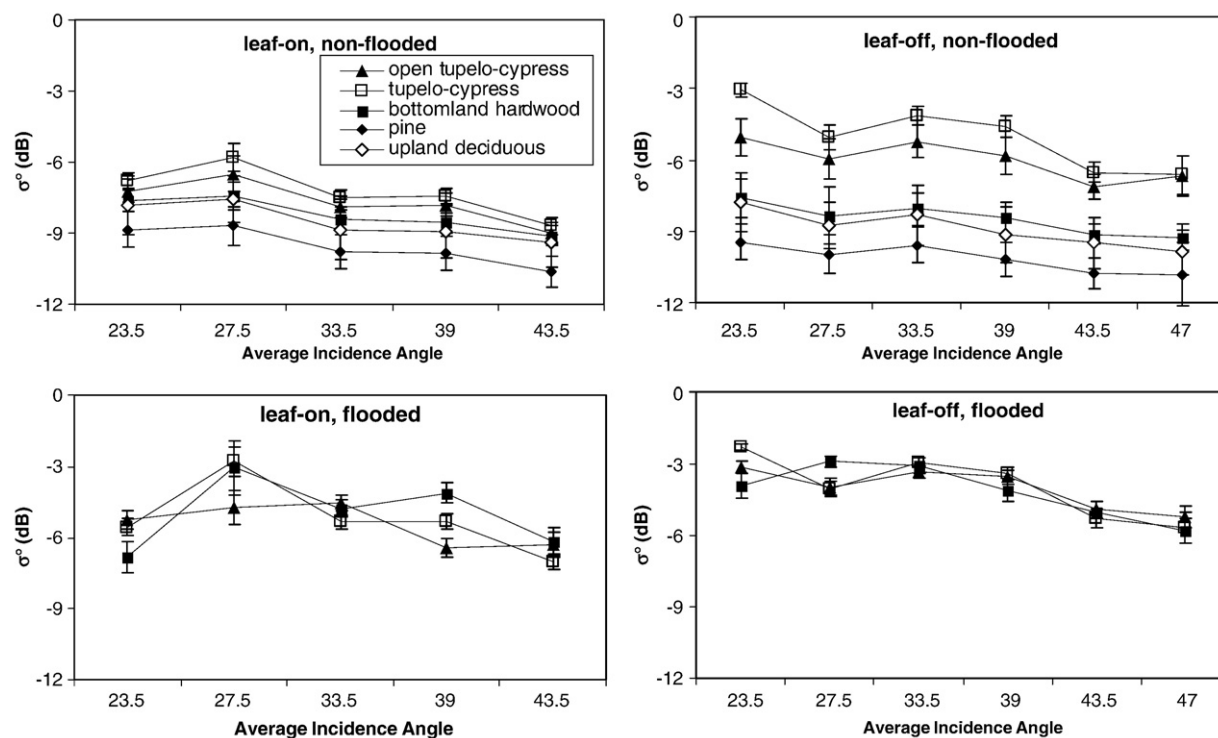 leaf-on, non-flooded
open tupelo-cypress
tupelo-cypress
bottomland hardwood
pine
upland deciduous
0
-3
-6
-9
-12
σ° (dB)
23.5 27.5 33.5 39 43.5
Average Incidence Angle
leaf-off, non-flooded
0
-3
-6
-9
-12
σ° (dB)
23.5 27.5 33.5 39 43.5 47
Average Incidence Angle
leaf-on, flooded
0
-3
-6
-9
-12
σ° (dB)
23.5 27.5 33.5 39 43.5
Average Incidence Angle
leaf-off, flooded
0
-3
-6
-9
-12
σ° (dB)
23.5 27.5 33.5 39 43.5 47
Average Incidence Angle